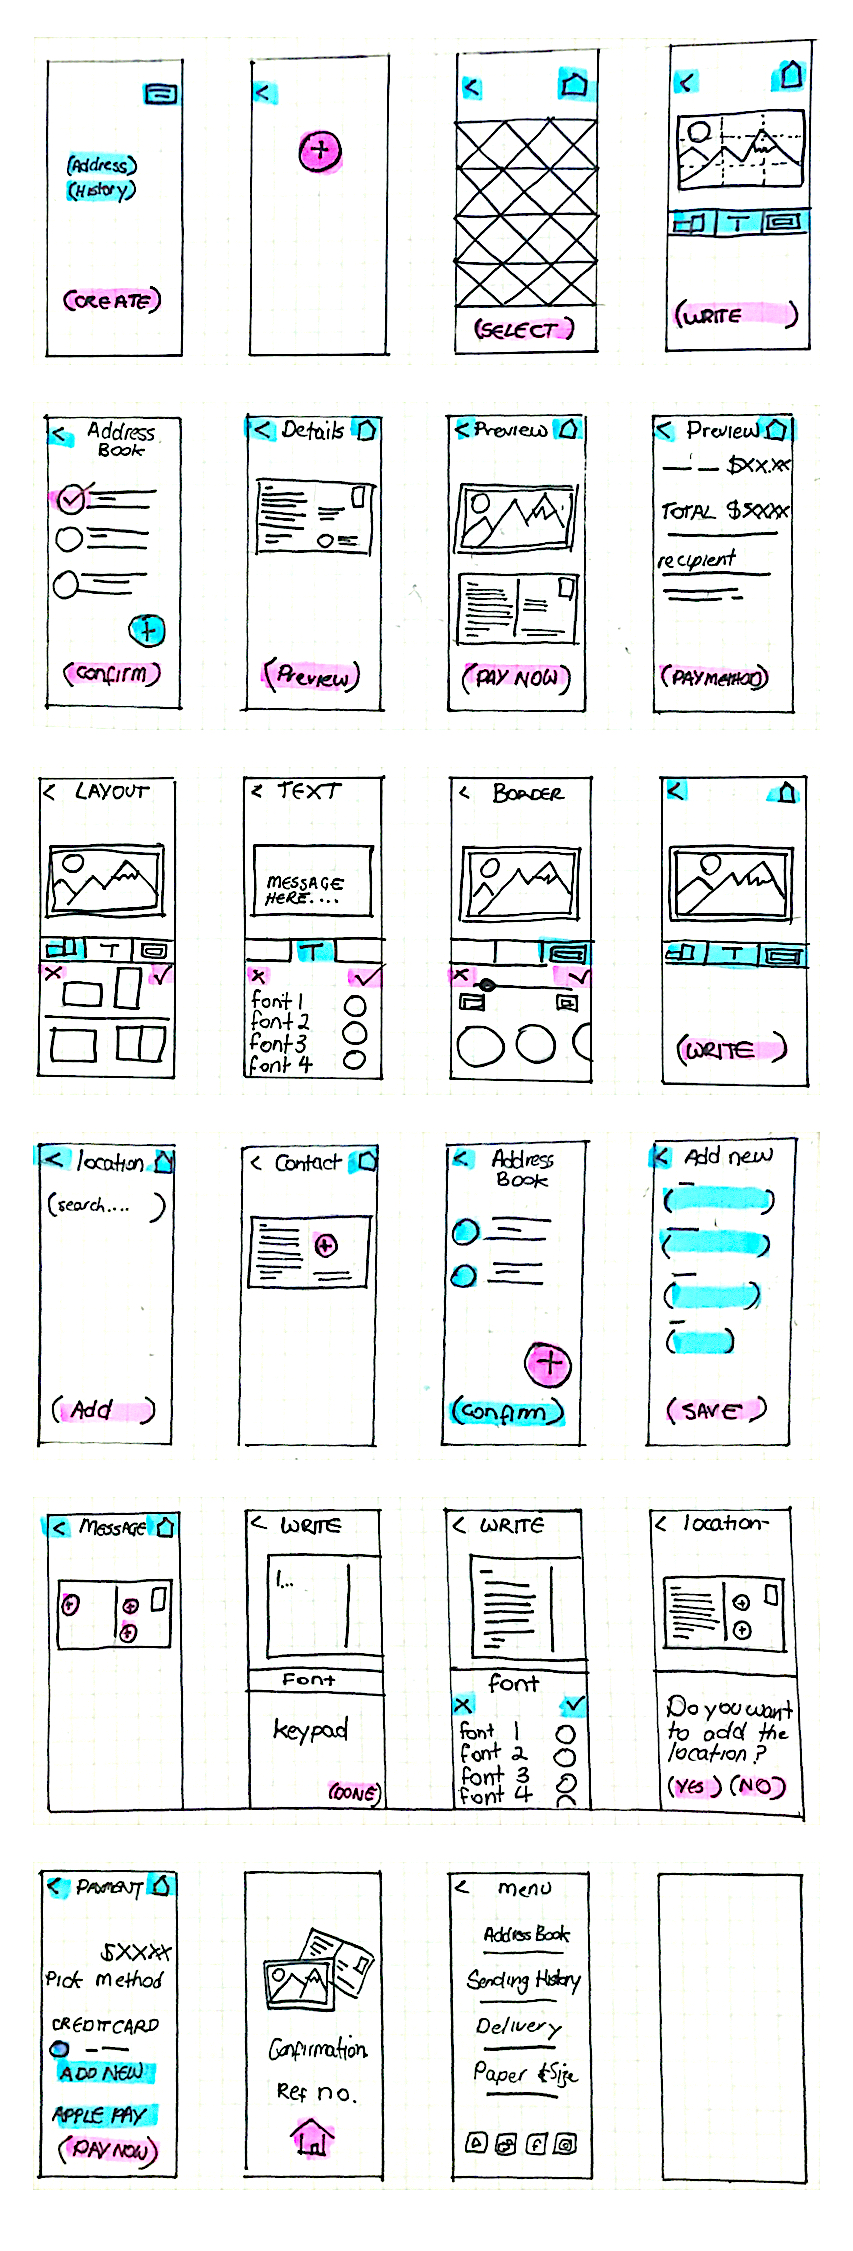 (Address)
(History)
(CREATE)
+
<
<
(SELECT)
<
T
(WRITE )
< Address
Book
+
(Confirm)
< Details
(Preview)
< Preview
(PAY NOW)
< Preview
$XX.XX
TOTAL $5XXXX
recipient
(PAYMETHOD)
< LAYOUT
T
< TEXT
MESSAGE
HERE....
T
font 1
font 2
font 3
font 4
< BORDER
<
T
(WRITE )
< location
(search.... )
(Add )
< Contact
+
< Address
Book
+
(Confirm)
< Add new
(SAVE )
< MESSAGE
< WRITE
I...
Font
keypad
(DONE)
< WRITE
font
font 1
font 2
font 3
font 4
< location
Do you want
to add the
location?
(YES) (NO)
< PAYMENT
$XXXX
Pick method
CREDIT CARD
ADD NEW
APPLE PAY
(PAY NOW)
Confirmation
Ref no.
< menu
Address Book
Sending History
Delivery
Paper & Size
f